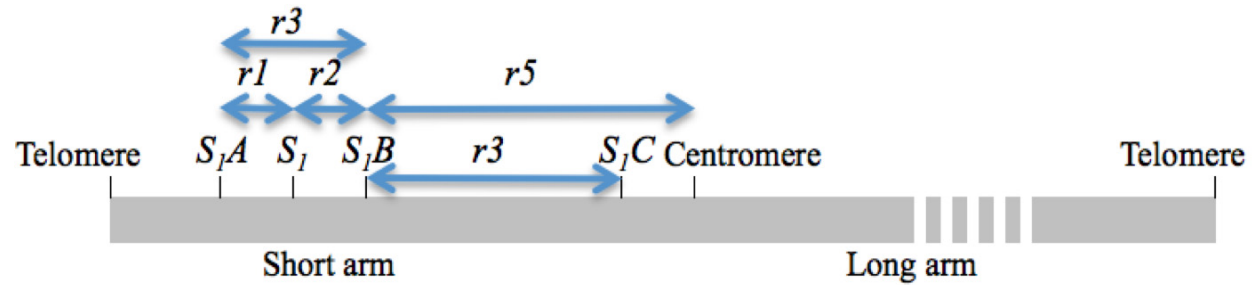 r3
r1 r2 r5
Telomere S1A S1 S1B r3 S1C Centromere Telomere
Short arm Long arm